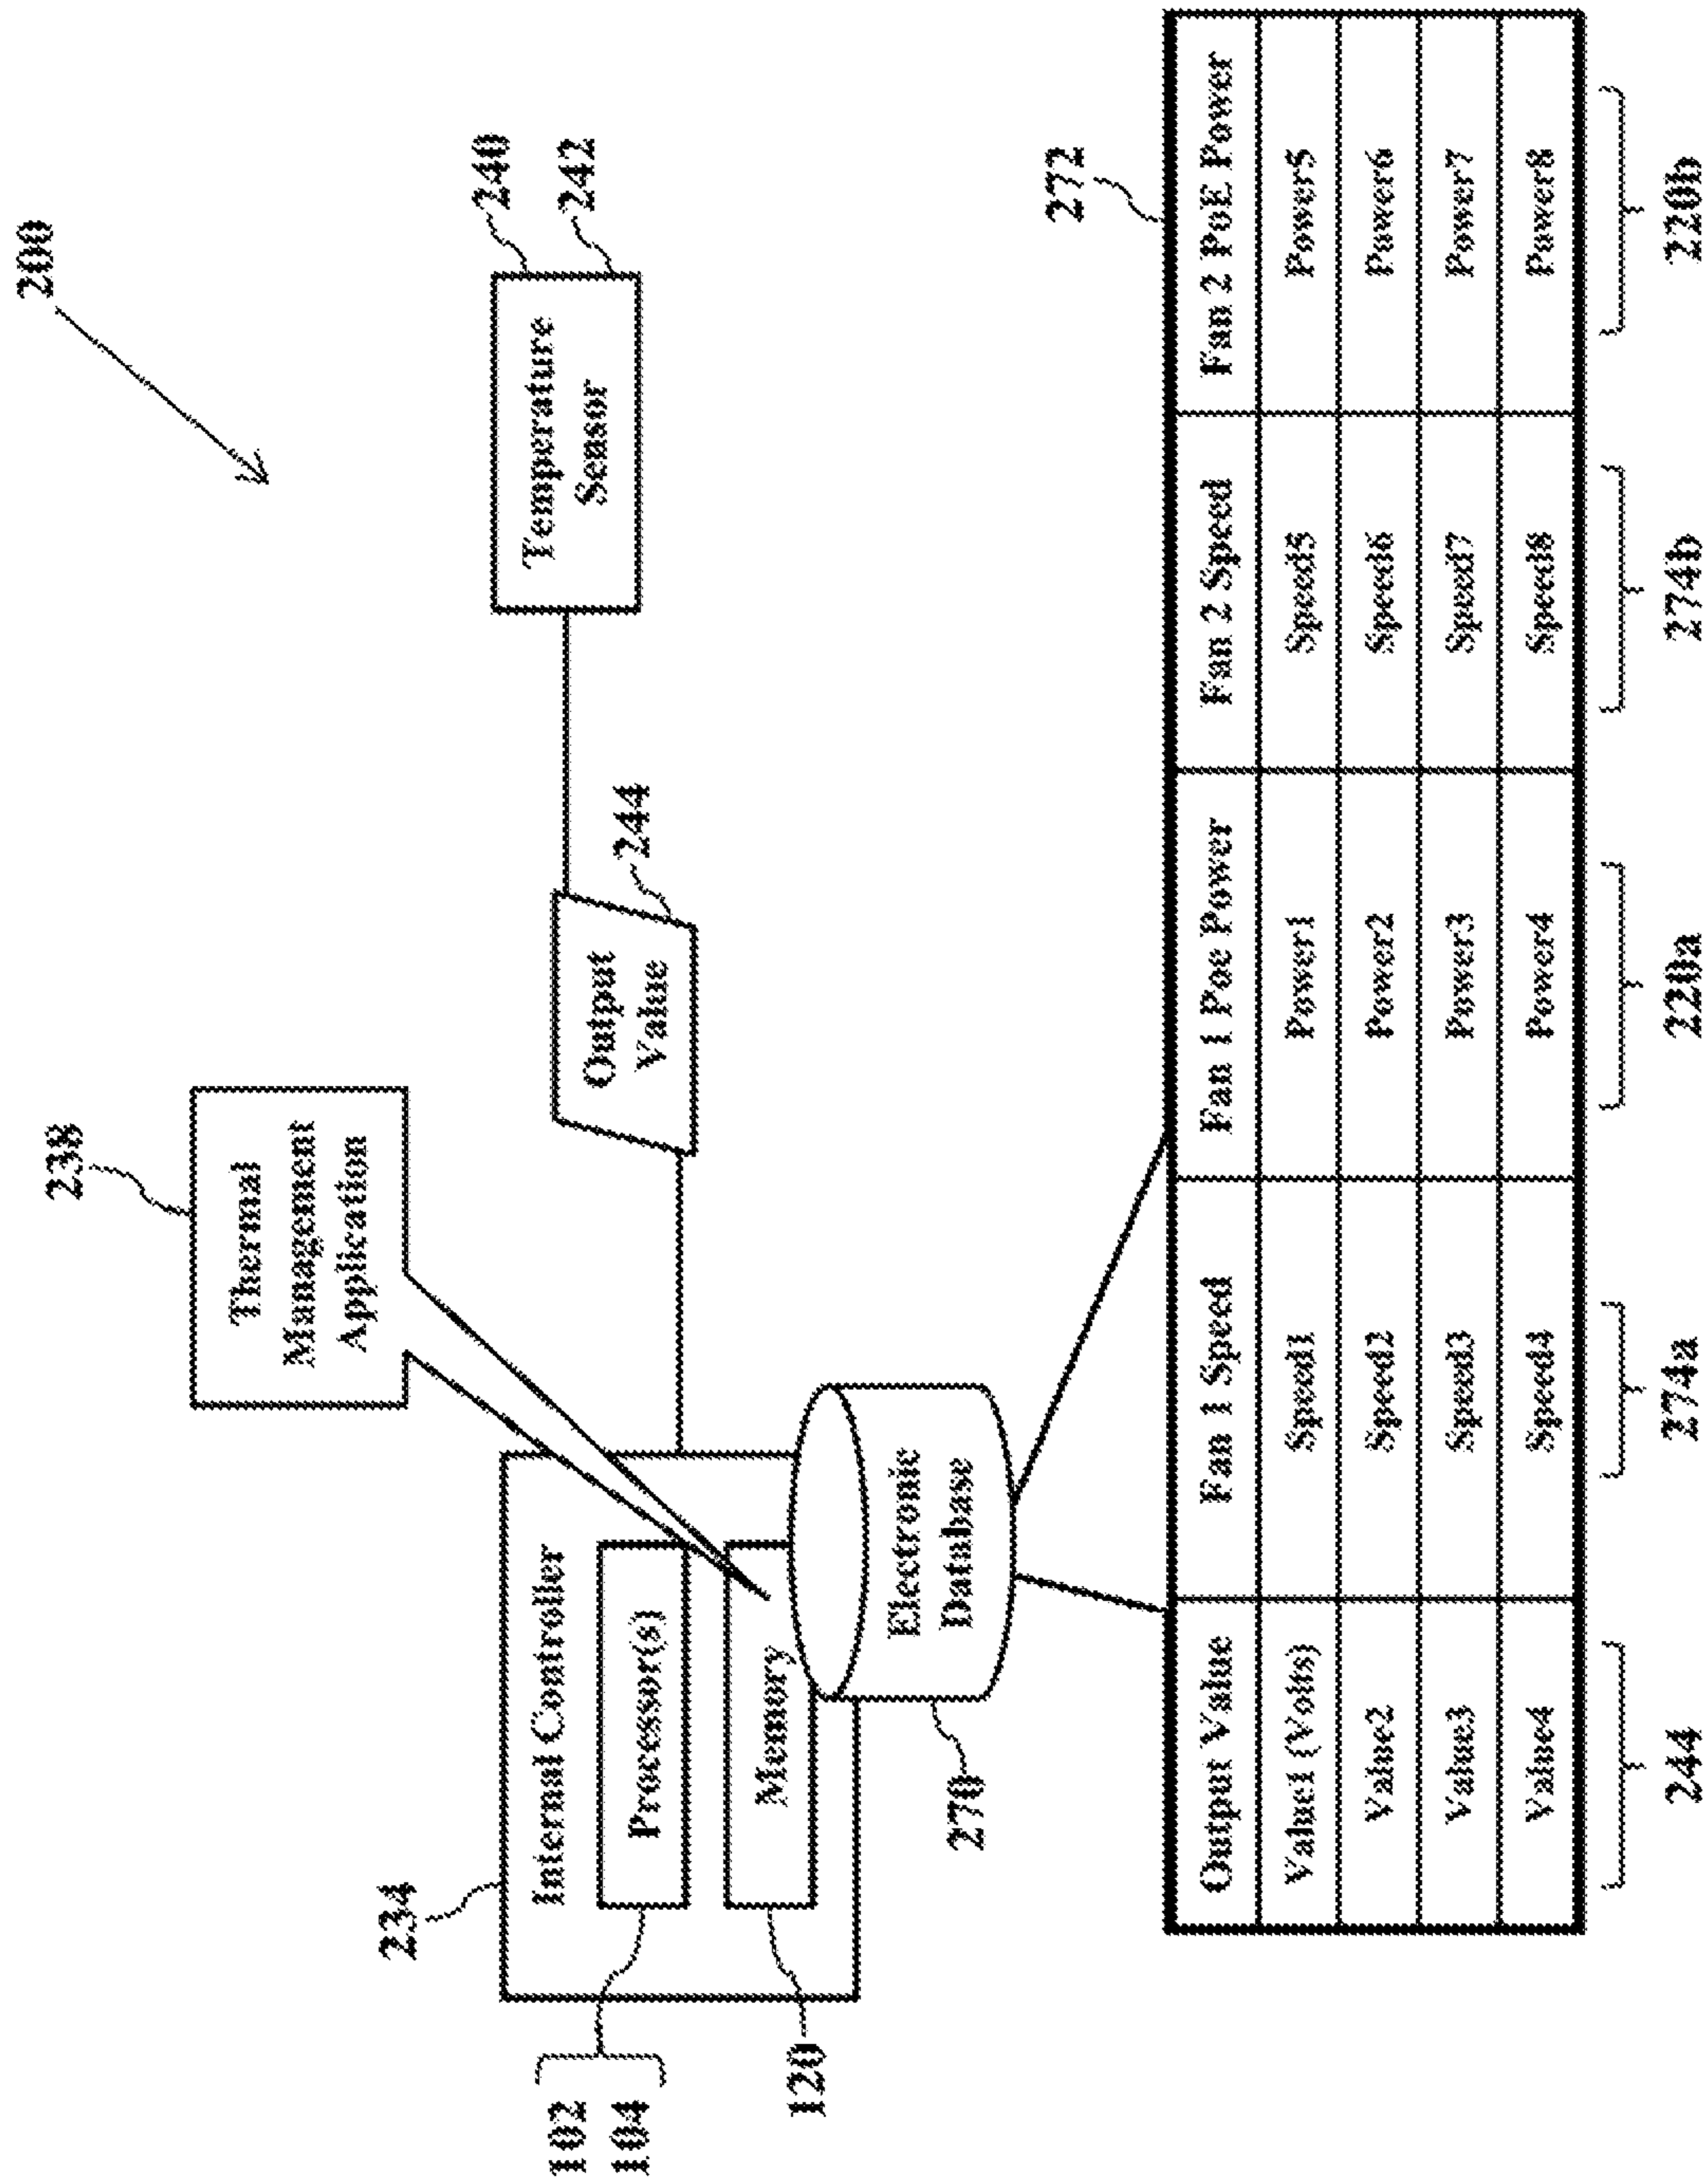 200
238
Thermal
Management
Application
234
Internal Controller
102
104
Processor(s)
120
Memory
Output
Value
244
Temperature
Sensor
240
242
270
Electronic
Database
272
Output Value Fan 1 Speed Fan 1 Poe Power Fan 2 Speed Fan 2 PoE Power
Value1 (Volts) Speed1 Power1 Speed5 Power5
Value2 Speed2 Power2 Speed6 Power6
Value3 Speed3 Power3 Speed7 Power7
Value4 Speed4 Power4 Speed8 Power8
244 274a 220a 274b 220b